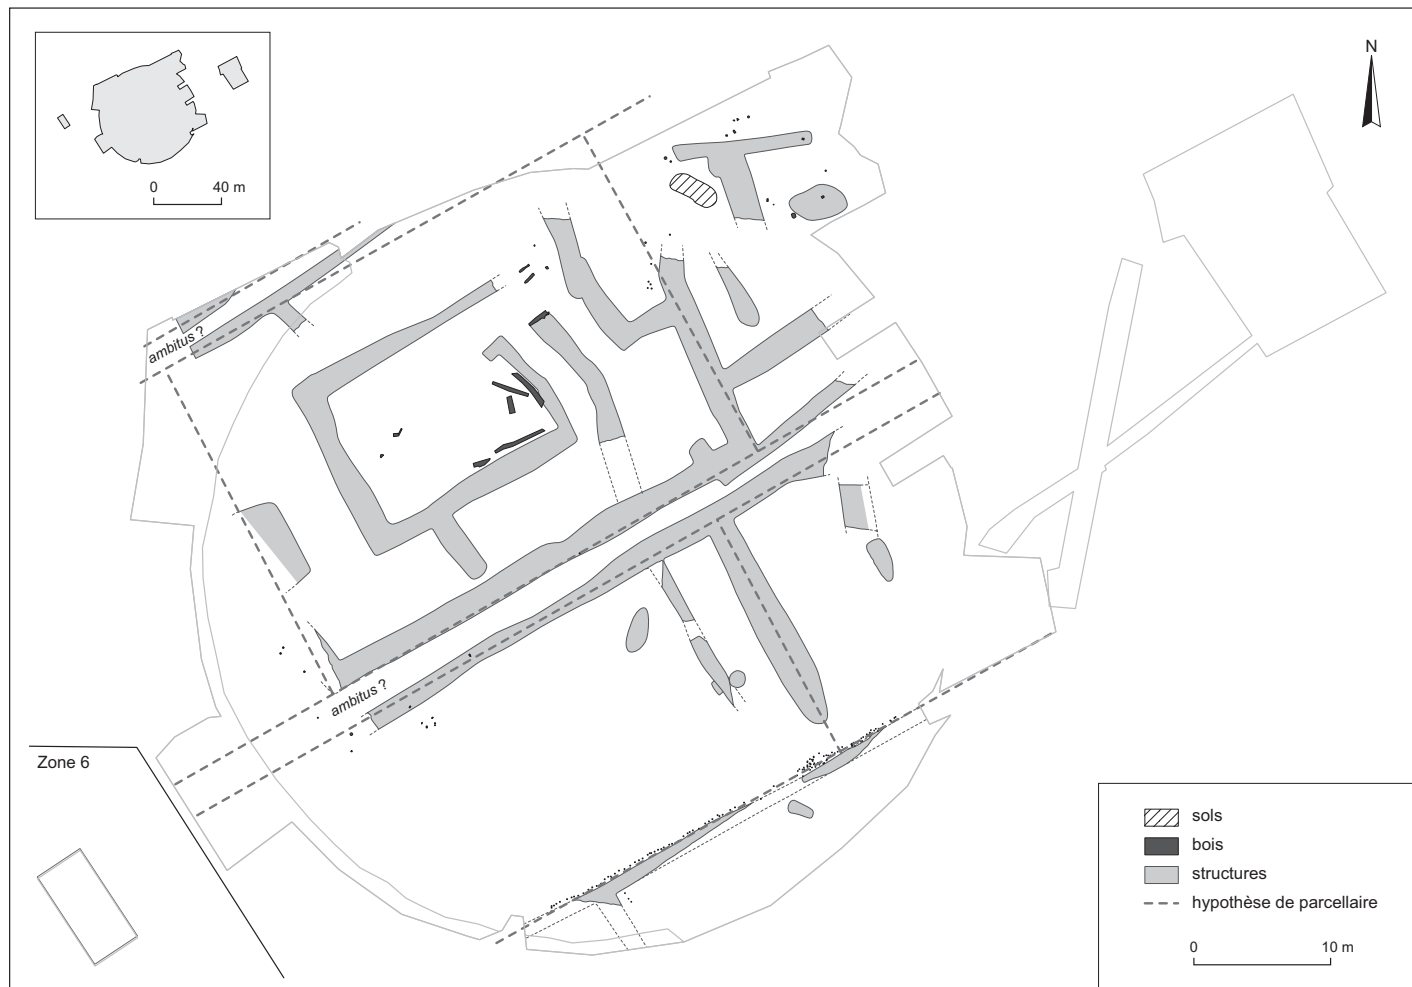 N
0 40 m
ambitus ?
ambitus ?
Zone 6
sols
bois
structures
hypothèse de parcellaire
0 10 m